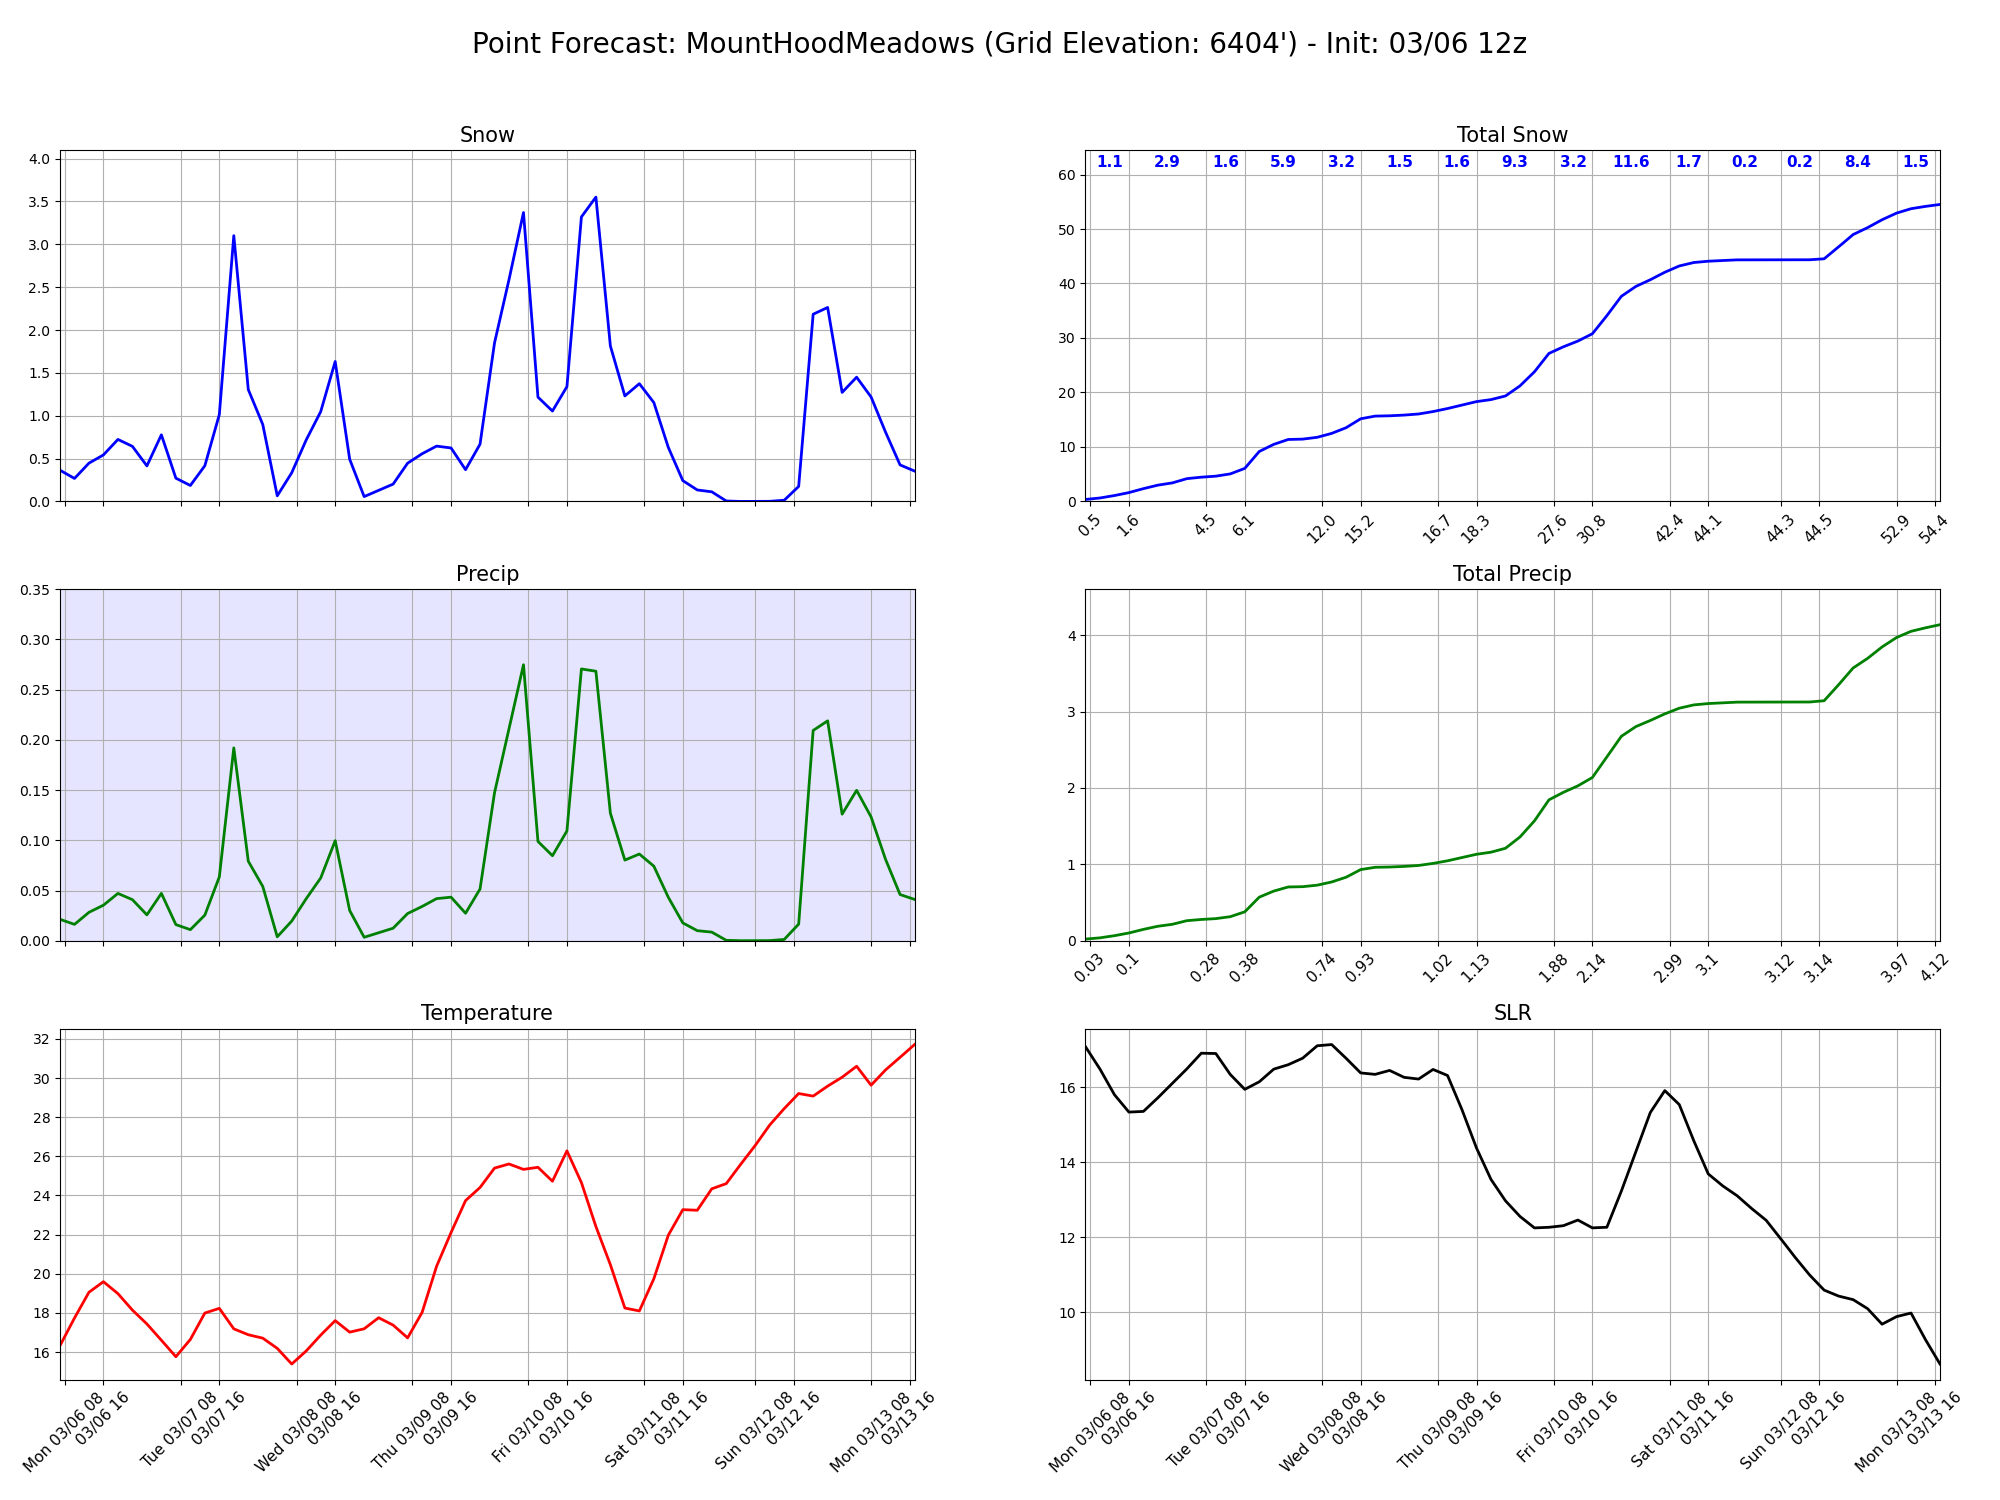 Point Forecast: MountHoodMeadows (Grid Elevation: 6404') - Init: 03/06 12z
Snow
4.0
3.5
3.0
2.5
2.0
1.5
1.0
0.5
0.0
Total Snow
1.1 2.9 1.6 5.9 3.2 1.5 1.6 9.3 3.2 11.6 1.7 0.2 0.2 8.4 1.5
60
50
40
30
20
10
0
0.5 1.6 4.5 6.1 12.0 15.2 16.7 18.3 27.6 30.8 42.4 44.1 44.3 44.5 52.9 54.4
Precip
0.35
0.30
0.25
0.20
0.15
0.10
0.05
0.00
Total Precip
4
3
2
1
0
0.03 0.1 0.28 0.38 0.74 0.93 1.02 1.13 1.88 2.14 2.99 3.1 3.12 3.14 3.97 4.12
Temperature
32
30
28
26
24
22
20
18
16
Mon 03/06 08
03/06 16
Tue 03/07 08
03/07 16
Wed 03/08 08
03/08 16
Thu 03/09 08
03/09 16
Fri 03/10 08
03/10 16
Sat 03/11 08
03/11 16
Sun 03/12 08
03/12 16
Mon 03/13 08
03/13 16
SLR
16
14
12
10
Mon 03/06 08
03/06 16
Tue 03/07 08
03/07 16
Wed 03/08 08
03/08 16
Thu 03/09 08
03/09 16
Fri 03/10 08
03/10 16
Sat 03/11 08
03/11 16
Sun 03/12 08
03/12 16
Mon 03/13 08
03/13 16